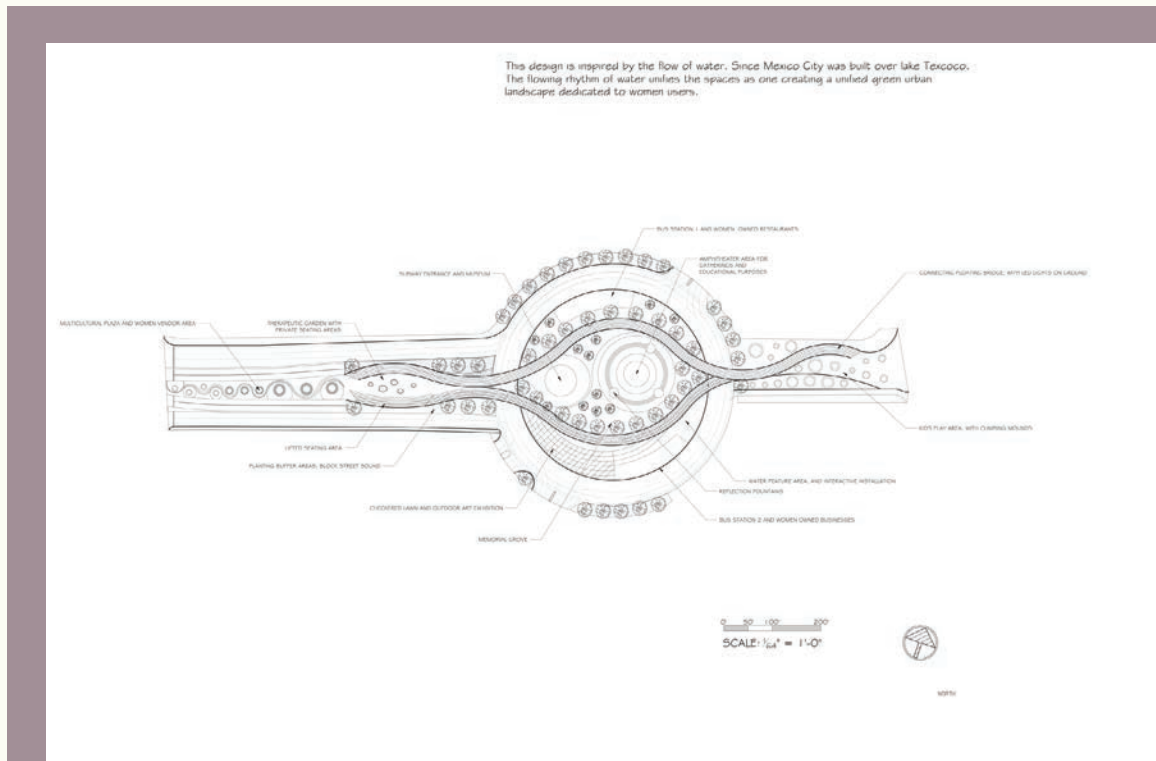 This design is inspired by the flow of water. Since Mexico City was built over lake Texcoco.
The flowing rhythm of water unifies the spaces as one creating a unified green urban
landscape dedicated to women users.
BUS STATION 1 AND WOMEN OWNED RESTAURANTS
SUBWAY ENTRANCE AND MUSEUM
AMPHITHEATER AREA FOR
GATHERINGS AND
EDUCATIONAL PURPOSES
CONNECTING FLOATING BRIDGE, WITH LED LIGHTS ON GROUND
MULTICULTURAL PLAZA AND WOMEN VENDOR AREA
THERAPEUTIC GARDEN WITH
PRIVATE SEATING AREAS
KIDS PLAY AREA, WITH CLIMBING MOUNDS
LIFTED SEATING AREA
PLANTING BUFFER AREAS, BLOCK STREET SOUND
WATER FEATURE AREA, AND INTERACTIVE INSTALLATION
REFLECTION FOUNTAINS
CHECKERED LAWN AND OUTDOOR ART EXHIBITION
BUS STATION 2 AND WOMEN OWNED BUSINESSES
MEMORIAL GROVE
0 50' 100' 200'
SCALE: 1/64" = 1'-0"
NORTH